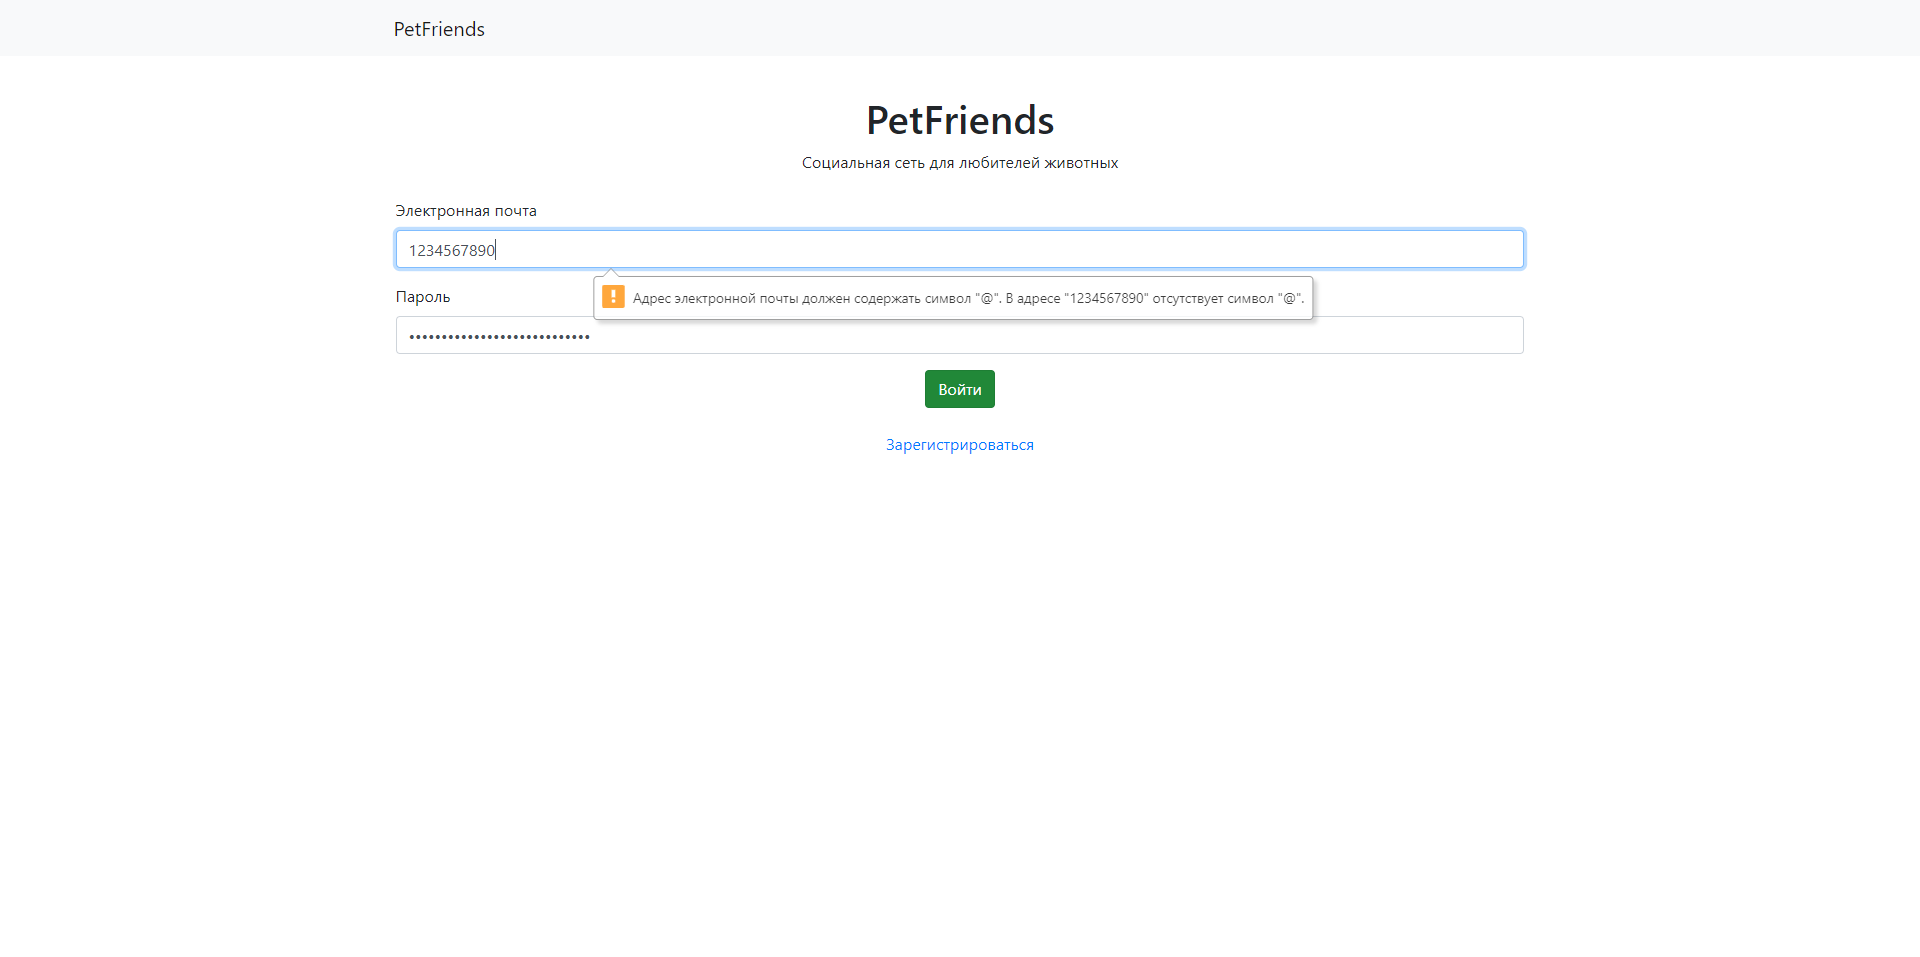 PetFriends
PetFriends
Социальная сеть для любителей животных
Электронная почта
1234567890
Адрес электронной почты должен содержать символ "@". В адресе "1234567890" отсутствует символ "@".
Пароль
Войти
Зарегистрироваться